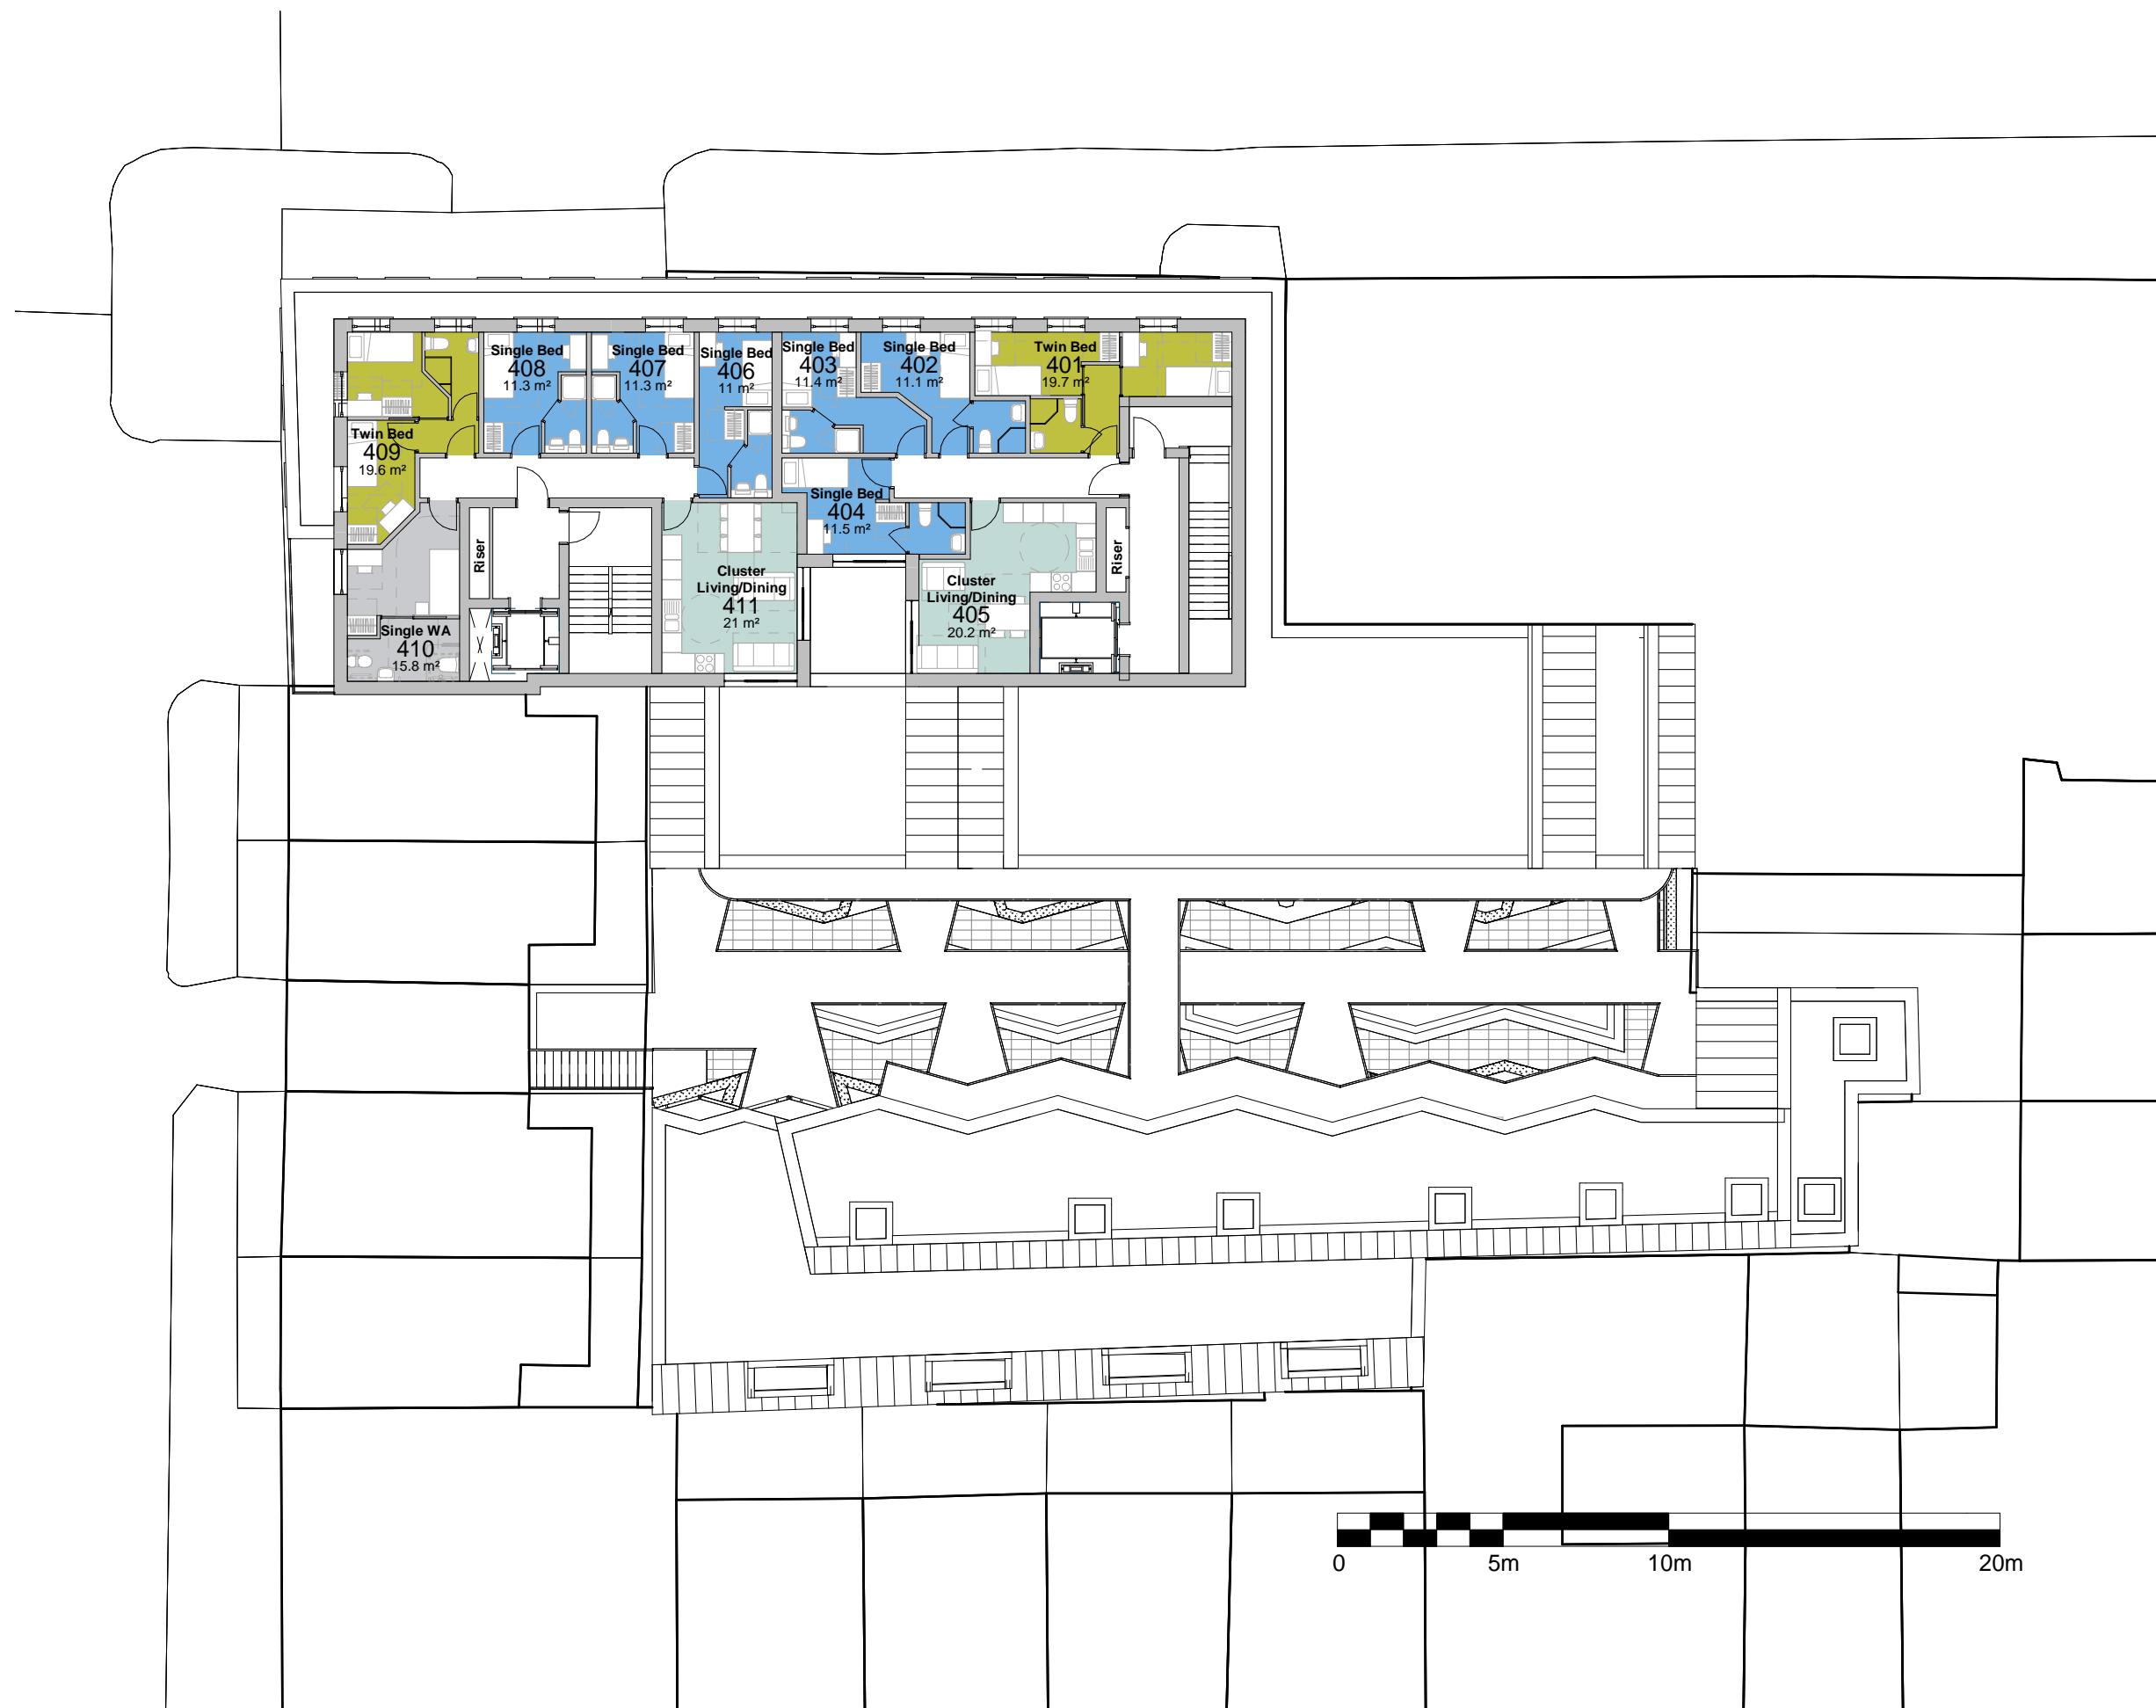 Single Bed
408
11.3 m²
Single Bed
407
11.3 m²
Single Bed
406
11 m²
Single Bed
403
11.4 m²
Single Bed
402
11.1 m²
Twin Bed
401
19.7 m²
Twin Bed
409
19.6 m²
Single Bed
404
11.5 m²
Riser
Cluster
Living/Dining
411
21 m²
Cluster
Living/Dining
405
20.2 m²
Riser
Single WA
410
15.8 m²
0 5m 10m 20m